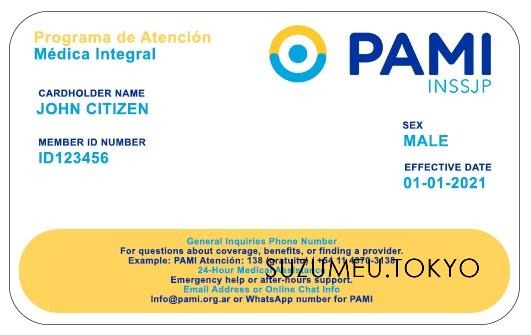 Programa de Atención
Médica Integral
PAMI
INSSJP
CARDHOLDER NAME
JOHN CITIZEN
MEMBER ID NUMBER
ID123456
SEX
MALE
EFFECTIVE DATE
01-01-2021
General Inquiries Phone Number
For questions about coverage, benefits, or finding a provider.
Example: PAMI Atención: 138 (gratuito) / +54 11 4370-3138
24-Hour Medical Assistance
SUZUMEU.TOKYO
Emergency help or after-hours support.
Email Address or Online Chat Info
info@pami.org.ar or WhatsApp number for PAMI